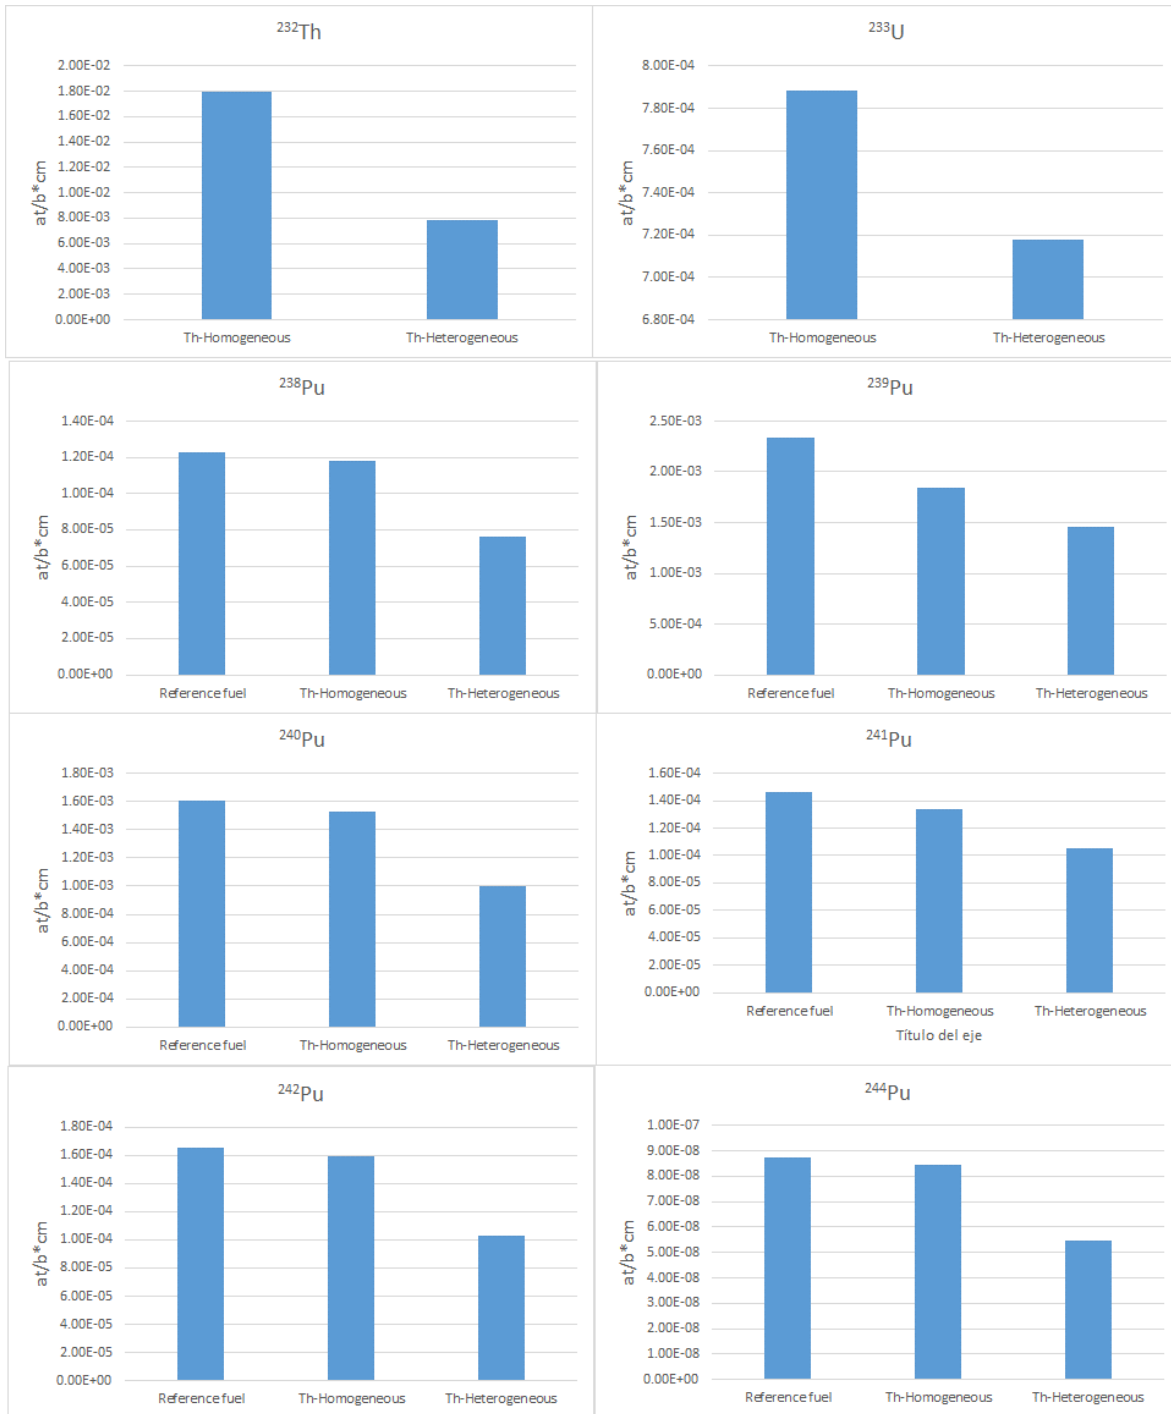 ²³²Th
at/b*cm
2.00E-02
1.80E-02
1.60E-02
1.40E-02
1.20E-02
1.00E-02
8.00E-03
6.00E-03
4.00E-03
2.00E-03
0.00E+00
Th-Homogeneous Th-Heterogeneous
²³³U
at/b*cm
8.00E-04
7.80E-04
7.60E-04
7.40E-04
7.20E-04
7.00E-04
6.80E-04
Th-Homogeneous Th-Heterogeneous
²³⁸Pu
at/b*cm
1.40E-04
1.20E-04
1.00E-04
8.00E-05
6.00E-05
4.00E-05
2.00E-05
0.00E+00
Reference fuel Th-Homogeneous Th-Heterogeneous
²³⁹Pu
at/b*cm
2.50E-03
2.00E-03
1.50E-03
1.00E-03
5.00E-04
0.00E+00
Reference fuel Th-Homogeneous Th-Heterogeneous
²⁴⁰Pu
at/b*cm
1.80E-03
1.60E-03
1.40E-03
1.20E-03
1.00E-03
8.00E-04
6.00E-04
4.00E-04
2.00E-04
0.00E+00
Reference fuel Th-Homogeneous Th-Heterogeneous
²⁴¹Pu
at/b*cm
1.60E-04
1.40E-04
1.20E-04
1.00E-04
8.00E-05
6.00E-05
4.00E-05
2.00E-05
0.00E+00
Reference fuel Th-Homogeneous Th-Heterogeneous
Título del eje
²⁴²Pu
at/b*cm
1.80E-04
1.60E-04
1.40E-04
1.20E-04
1.00E-04
8.00E-05
6.00E-05
4.00E-05
2.00E-05
0.00E+00
Reference fuel Th-Homogeneous Th-Heterogeneous
²⁴⁴Pu
at/b*cm
1.00E-07
9.00E-08
8.00E-08
7.00E-08
6.00E-08
5.00E-08
4.00E-08
3.00E-08
2.00E-08
1.00E-08
0.00E+00
Reference fuel Th-Homogeneous Th-Heterogeneous